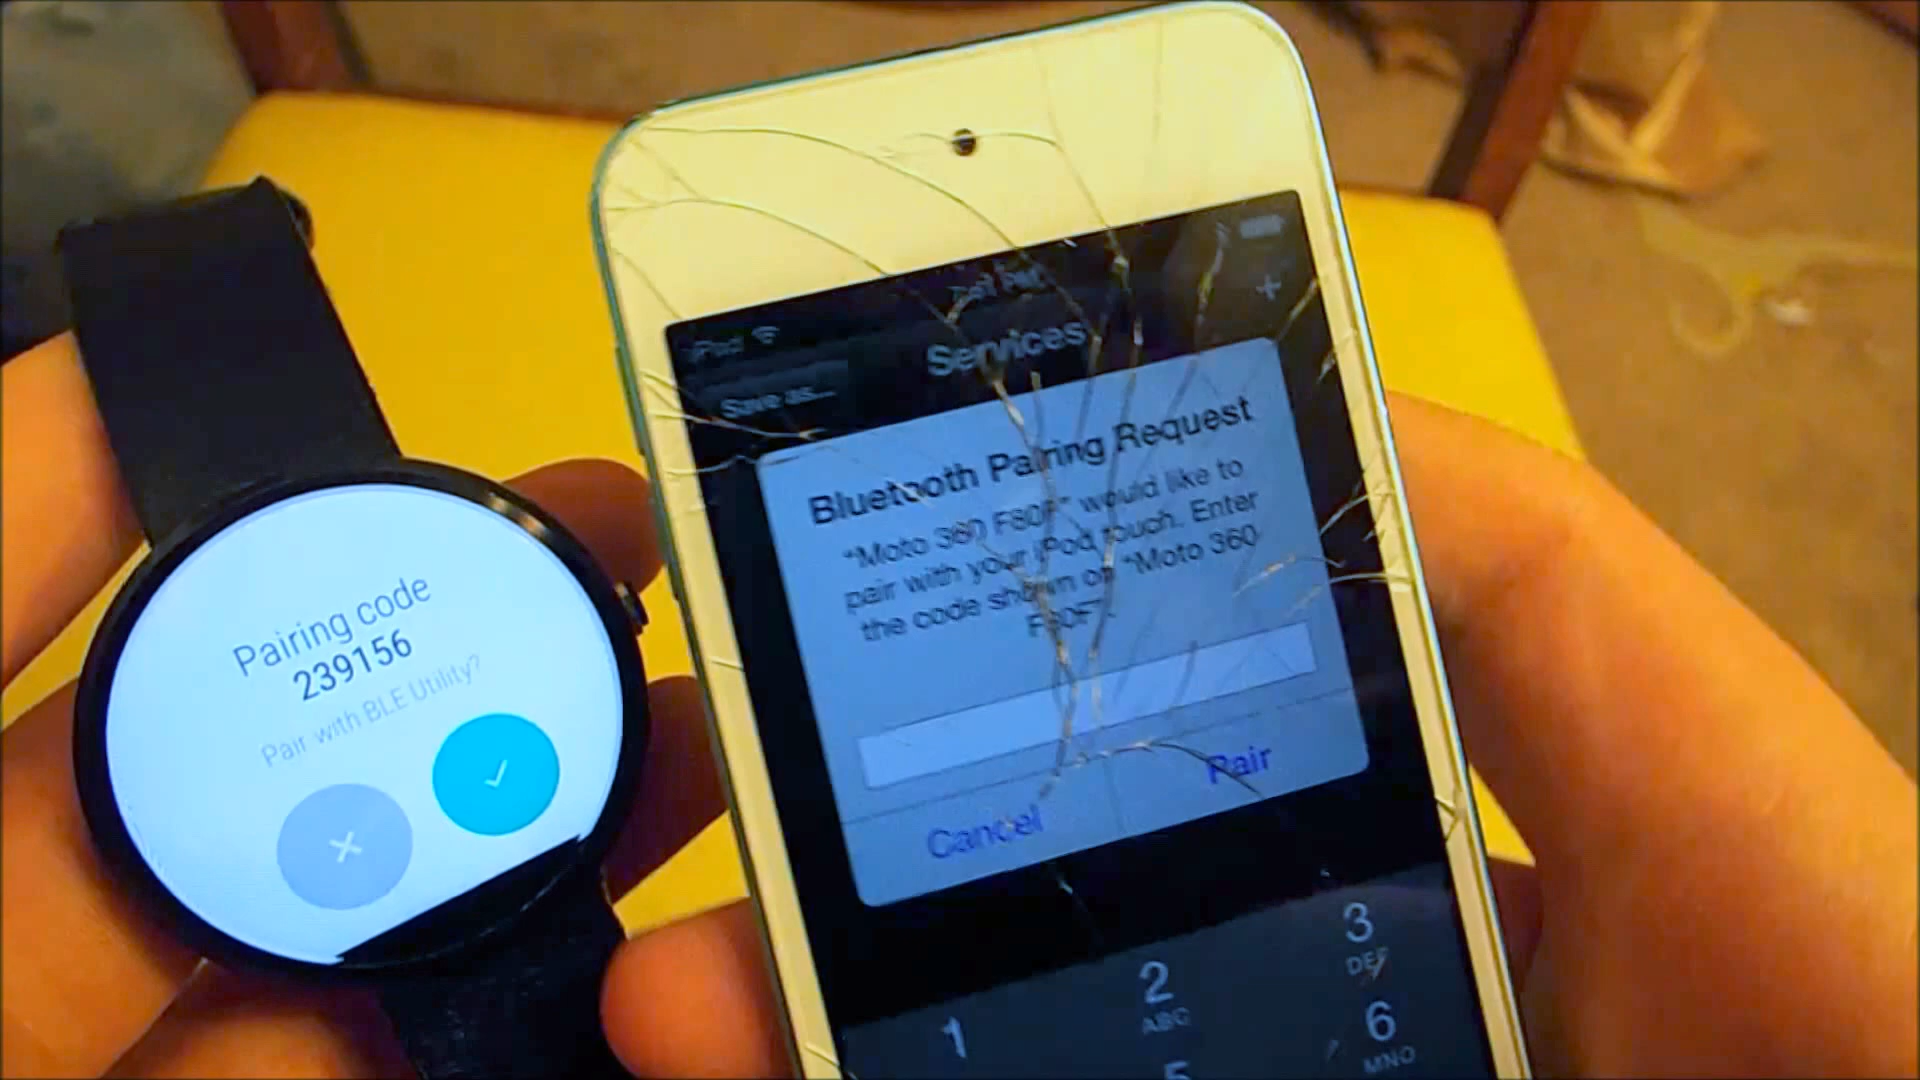 Pairing code
239156
Pair with BLE Utility?
iPod
Services
+
Save as...
Bluetooth Pairing Request
“Moto 360 F80F” would like to
pair with your iPod touch. Enter
the code shown on “Moto 360
F80F”.
Cancel
Pair
1
2
ABC
3
DEF
5
6
MNO